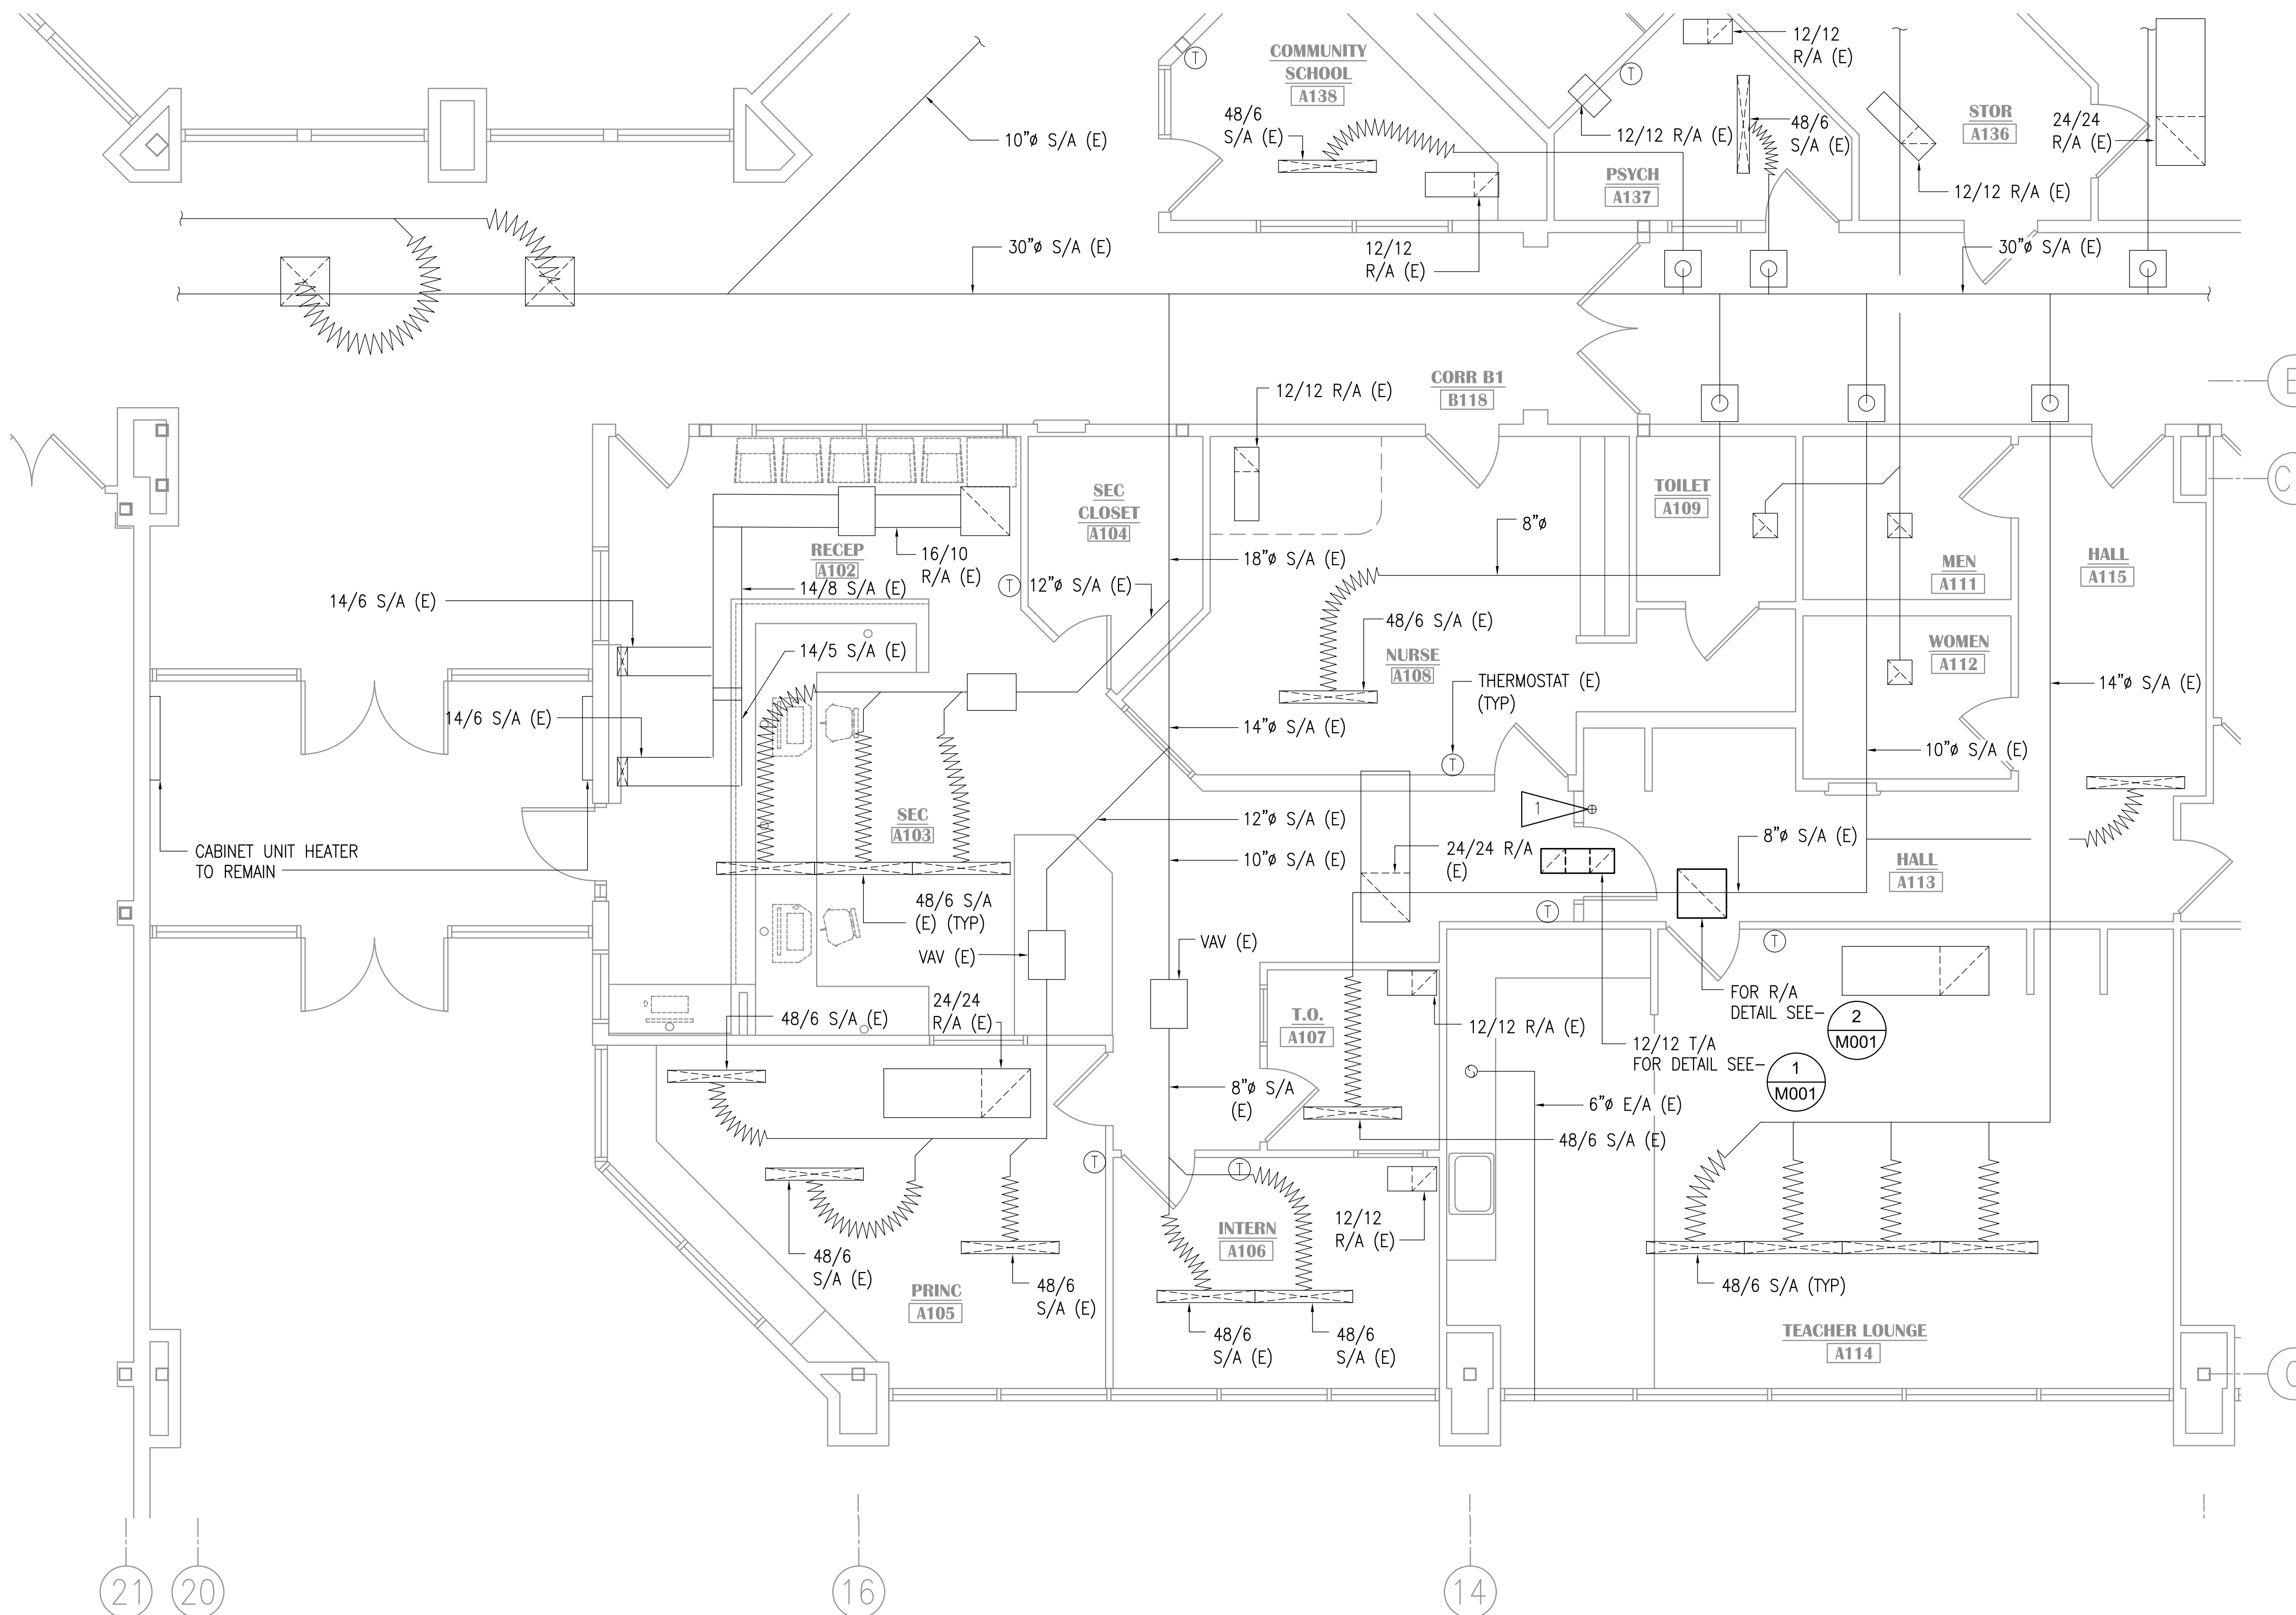 COMMUNITY
SCHOOL
A138
12/12
R/A (E)
STOR
A136
24/24
R/A (E)
48/6
S/A (E)
10"ø S/A (E)
12/12 R/A (E)
48/6
S/A (E)
PSYCH
A137
12/12 R/A (E)
30"ø S/A (E)
12/12
R/A (E)
30"ø S/A (E)
T
T
CORR B1
B118
12/12 R/A (E)
E
SEC
CLOSET
A104
TOILET
A109
C
8"ø
RECEP
A102
16/10
R/A (E)
18"ø S/A (E)
MEN
A111
HALL
A115
T
12"ø S/A (E)
14/8 S/A (E)
14/6 S/A (E)
48/6 S/A (E)
14/5 S/A (E)
NURSE
A108
WOMEN
A112
THERMOSTAT (E)
(TYP)
14"ø S/A (E)
14/6 S/A (E)
14"ø S/A (E)
10"ø S/A (E)
T
SEC
A103
12"ø S/A (E)
1
8"ø S/A (E)
CABINET UNIT HEATER
TO REMAIN
10"ø S/A (E)
24/24 R/A
(E)
HALL
A113
48/6 S/A
(E) (TYP)
T
T
VAV (E)
VAV (E)
24/24
R/A (E)
48/6 S/A (E)
T.O.
A107
12/12 R/A (E)
FOR R/A
DETAIL SEE-
2
M001
12/12 T/A
FOR DETAIL SEE-
1
M001
8"ø S/A
(E)
6"ø E/A (E)
48/6 S/A (E)
T
T
INTERN
A106
12/12
R/A (E)
48/6
S/A (E)
48/6
S/A (E)
PRINC
A105
48/6 S/A (TYP)
48/6
S/A (E)
48/6
S/A (E)
TEACHER LOUNGE
A114
21
20
16
14